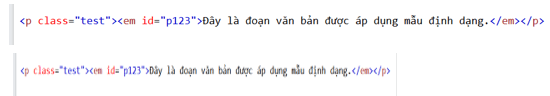 <p class="test"><em id="p123">Đây là đoạn văn bản được áp dụng mẫu định dạng.</em></p>
<p class="test"><em id="p123">Đây là đoạn văn bản được áp dụng mẫu định dạng.</em></p>